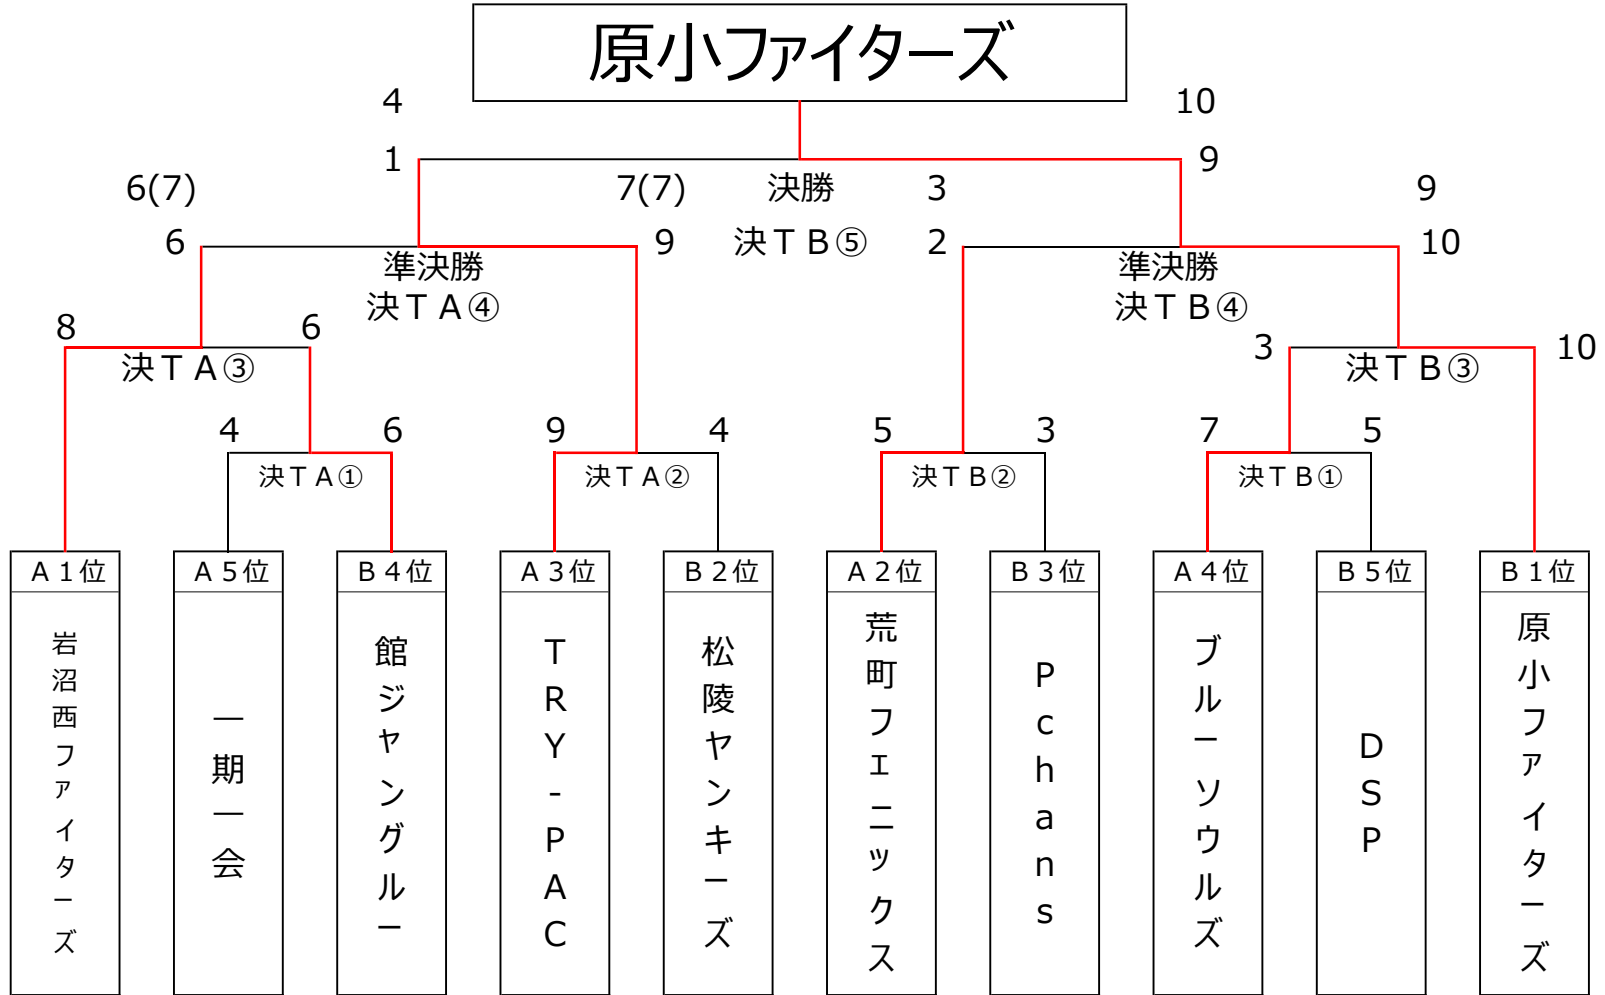 原小ファイターズ
4 10
1 9
6(7) 7(7) 決勝 3 9
6 9 決ＴＢ⑤ 2 10
準決勝 準決勝
決ＴＡ④ 決ＴＢ④
8 6
3 10
決ＴＡ③ 決ＴＢ③
4 6 9 4 5 3 7 5
決ＴＡ① 決ＴＡ② 決ＴＢ② 決ＴＢ①
Ａ1位 Ａ5位 Ｂ4位 Ａ3位 Ｂ2位 Ａ2位 Ｂ3位 Ａ4位 Ｂ5位 Ｂ1位
岩沼西ファイターズ
一期一会
館ジャングルー
TRY-PAC
松陵ヤンキーズ
荒町フェニックス
Pchans
ブルーソウルズ
DSP
原小ファイターズ